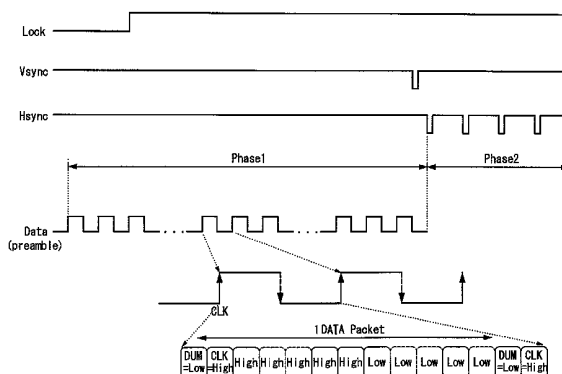 Lock
Vsync
Hsync
Phase1
Phase2
Data
(preamble)
CLK
1DATA Packet
DUM
=Low
CLK
=High
High
High
High
High
High
Low
Low
Low
Low
Low
DUM
=Low
CLK
=High